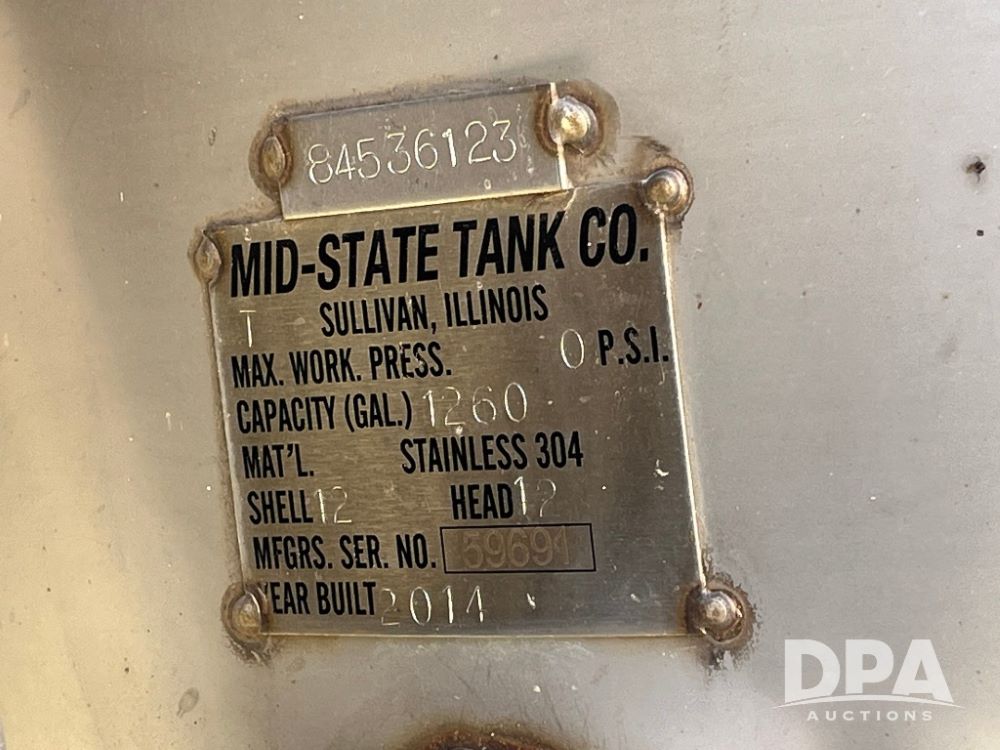 84536123
MID-STATE TANK CO.
T SULLIVAN, ILLINOIS
MAX. WORK. PRESS. 0 P.S.I.
CAPACITY (GAL.) 1260
MAT'L. STAINLESS 304
SHELL 12 HEAD 12
MFGRS. SER. NO. 59691
YEAR BUILT 2014
DPA
AUCTIONS